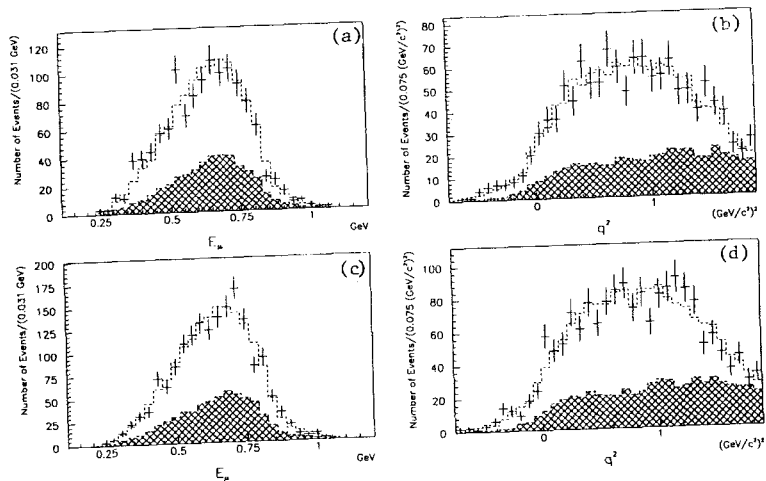 (a)
Number of Events/(0.031 GeV)
120
100
80
60
40
20
0
0.25 0.5 0.75 1
GeV
Eμ
(b)
Number of Events/(0.075 (GeV/c²)²)
80
70
60
50
40
30
20
10
0
0 1
(GeV/c²)²
q²
(c)
Number of Events/(0.031 GeV)
200
175
150
125
100
75
50
25
0
0.25 0.5 0.75 1
GeV
Eμ
(d)
Number of Events/(0.075 (GeV/c²)²)
100
80
60
40
20
0
0 1
(GeV/c²)²
q²